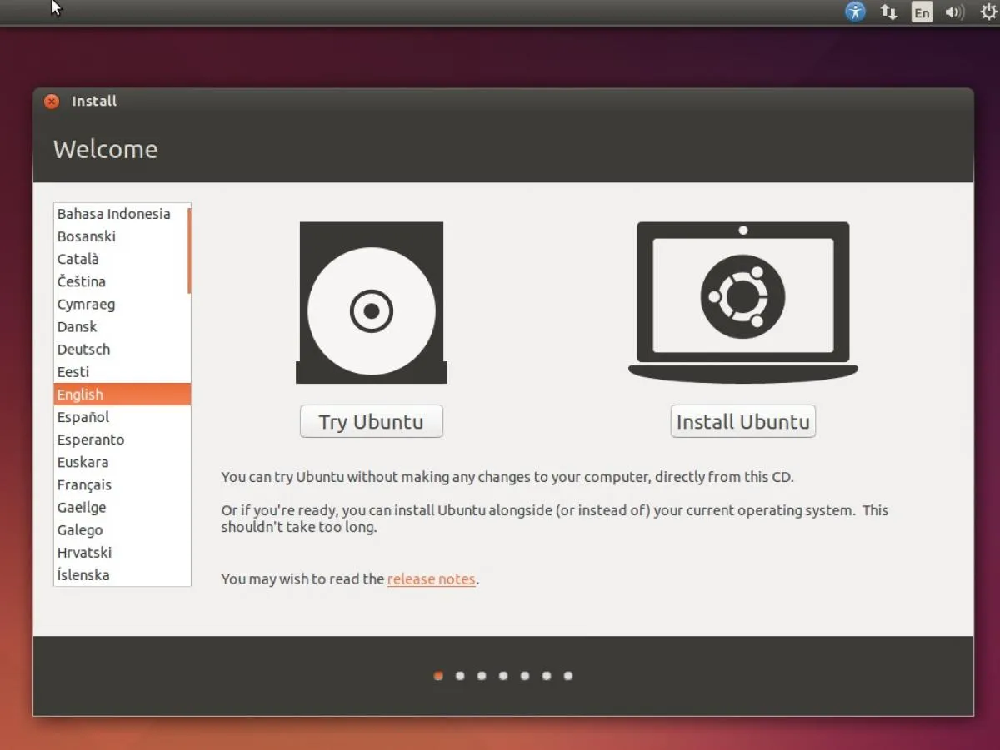 En
Install
Welcome
Bahasa Indonesia
Bosanski
Català
Čeština
Cymraeg
Dansk
Deutsch
Eesti
English
Español
Esperanto
Euskara
Français
Gaeilge
Galego
Hrvatski
Íslenska
Try Ubuntu
Install Ubuntu
You can try Ubuntu without making any changes to your computer, directly from this CD.
Or if you're ready, you can install Ubuntu alongside (or instead of) your current operating system.  This
shouldn't take too long.
You may wish to read the release notes.